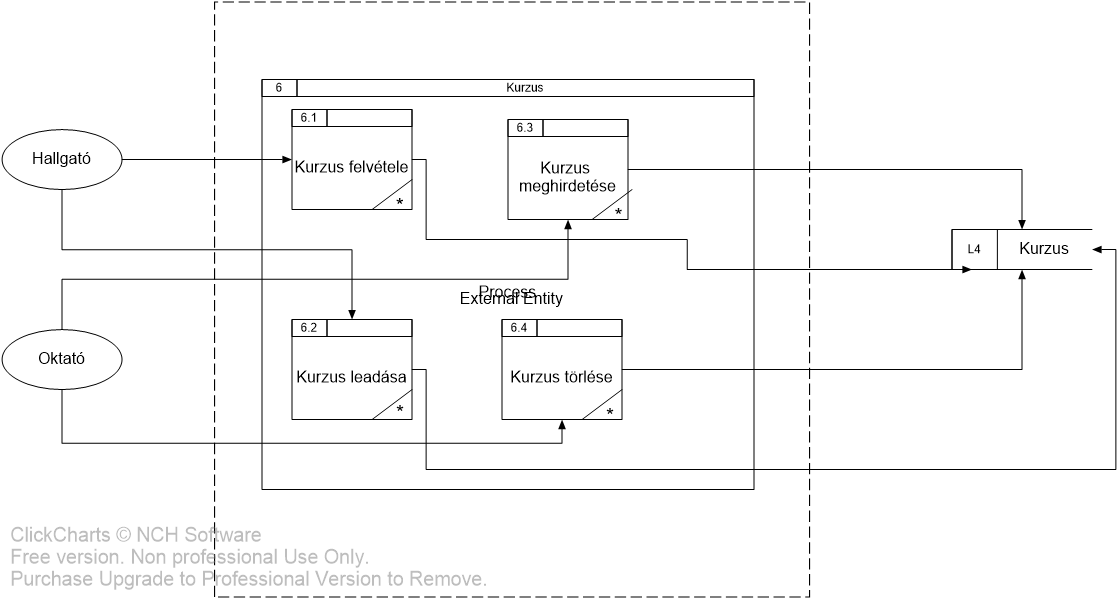 6
Kurzus
6.1
6.3
Hallgató
Kurzus felvétele
*
Kurzus
meghirdetése
*
L4
Kurzus
Process
External Entity
6.2
6.4
Oktató
Kurzus leadása
*
Kurzus törlése
*
ClickCharts © NCH Software
Free version. Non professional Use Only.
Purchase Upgrade to Professional Version to Remove.